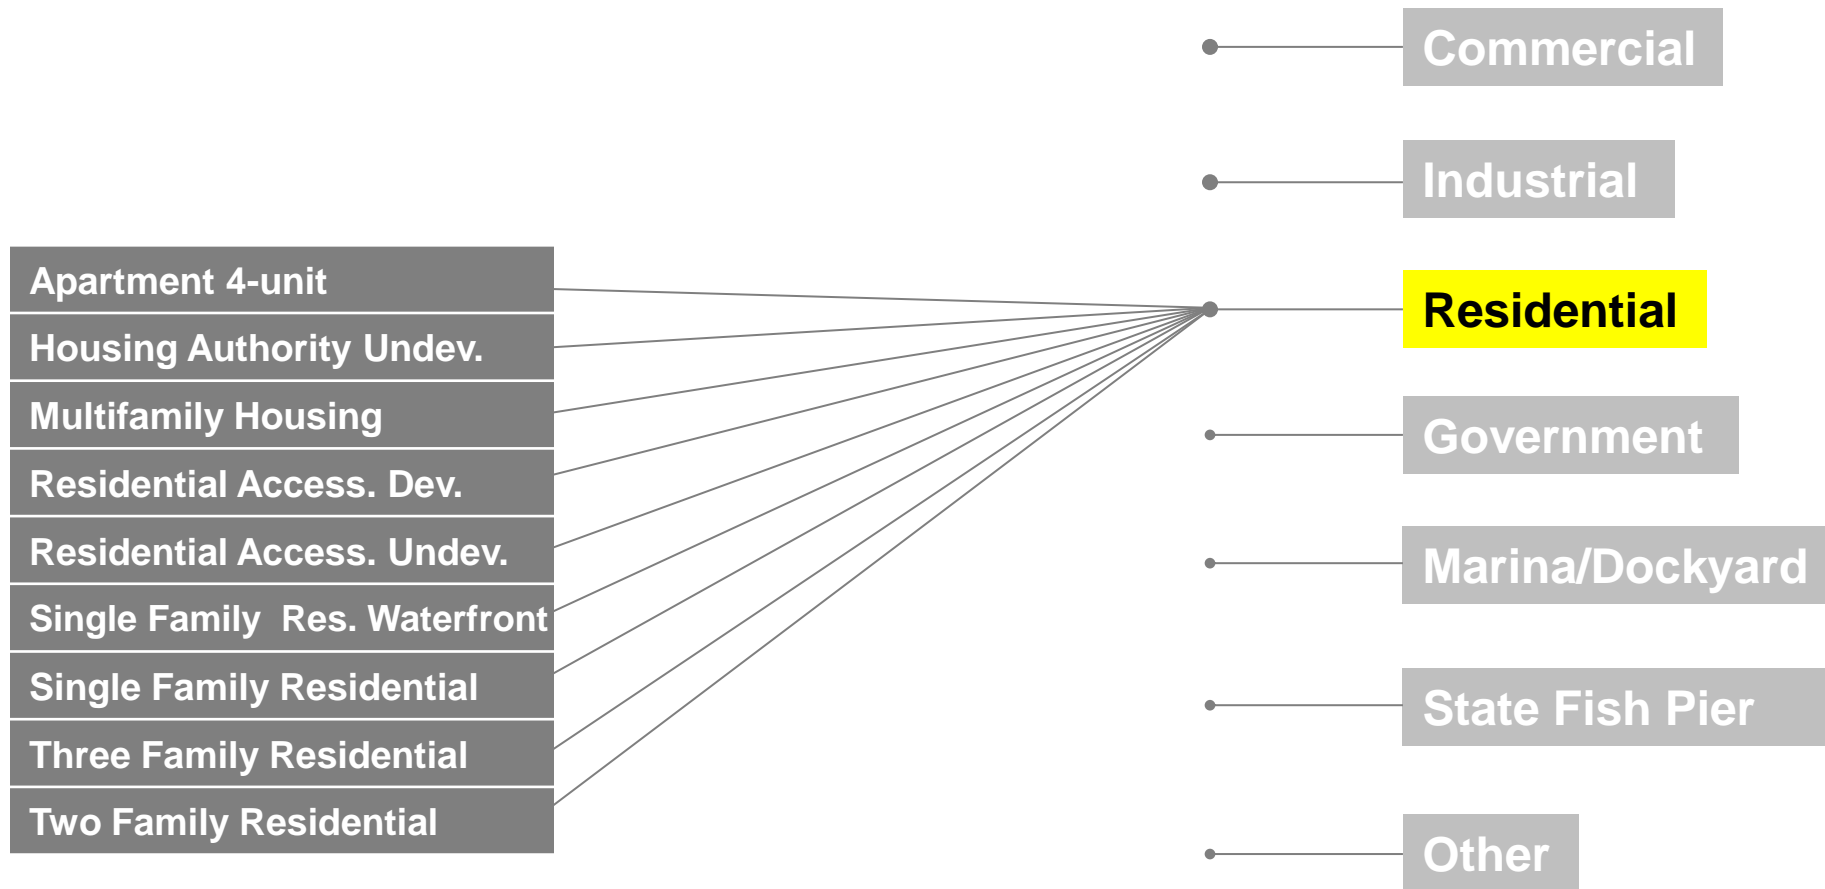 Commercial
Industrial
Residential
Government
Marina/Dockyard
State Fish Pier
Other
Apartment 4-unit
Housing Authority Undev.
Multifamily Housing
Residential Access. Dev.
Residential Access. Undev.
Single Family  Res. Waterfront
Single Family Residential
Three Family Residential
Two Family Residential